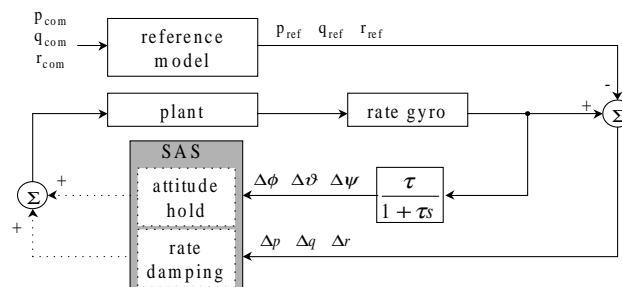 p_com
q_com
r_com
reference model
p_ref q_ref r_ref
-
plant
rate gyro
+
Σ
SAS
Σ
+
attitude hold
Δϕ Δϑ Δψ
τ
1 + τs
+
rate damping
Δp Δq Δr